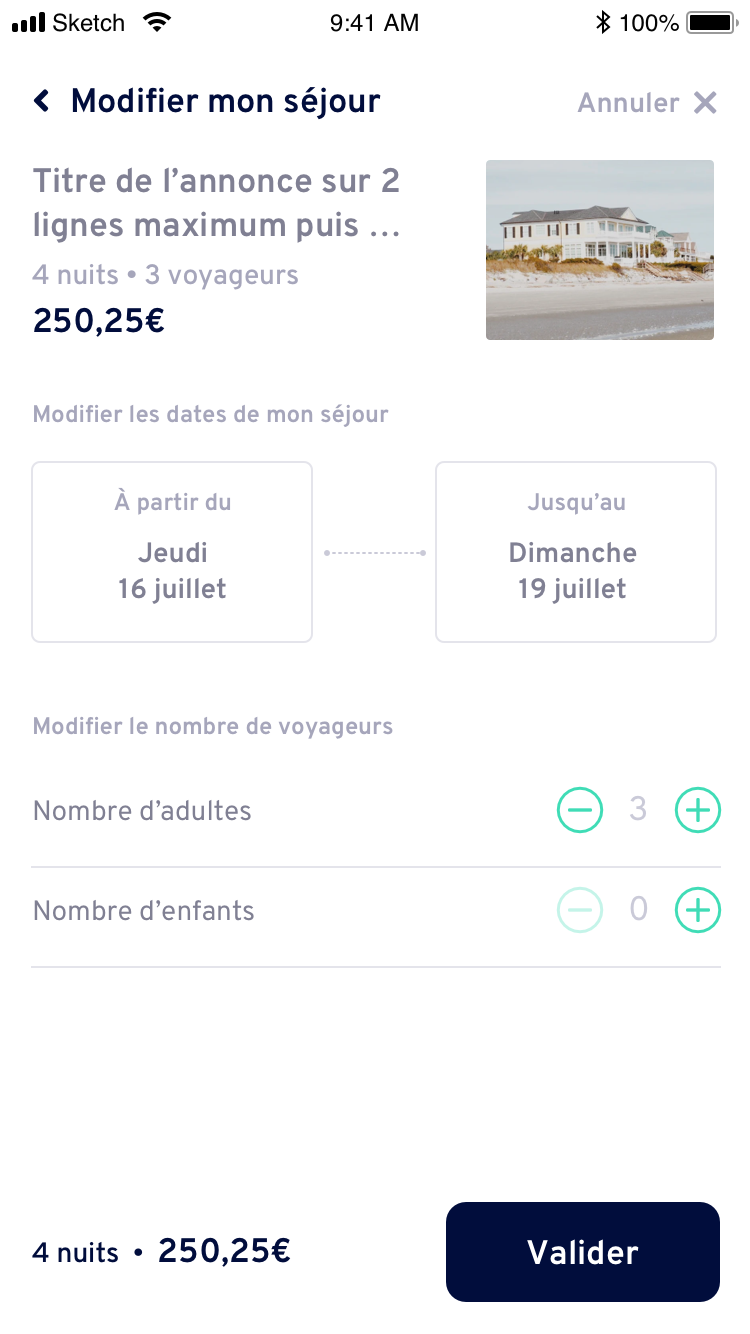 Sketch 9:41 AM 100%
Modifier mon séjour Annuler
Titre de l’annonce sur 2
lignes maximum puis ...
4 nuits • 3 voyageurs
250,25€
Modifier les dates de mon séjour
À partir du
Jeudi
16 juillet
Jusqu’au
Dimanche
19 juillet
Modifier le nombre de voyageurs
Nombre d’adultes 3
Nombre d’enfants 0
4 nuits • 250,25€
Valider